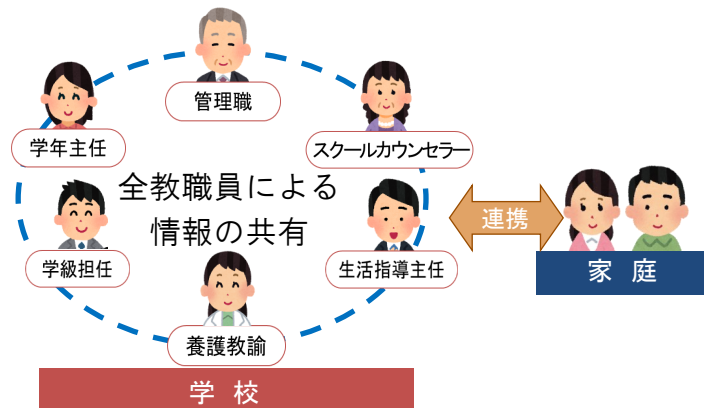 管理職
学年主任
スクールカウンセラー
全教職員による
情報の共有
学級担任
生活指導主任
養護教諭
学校
連携
家庭